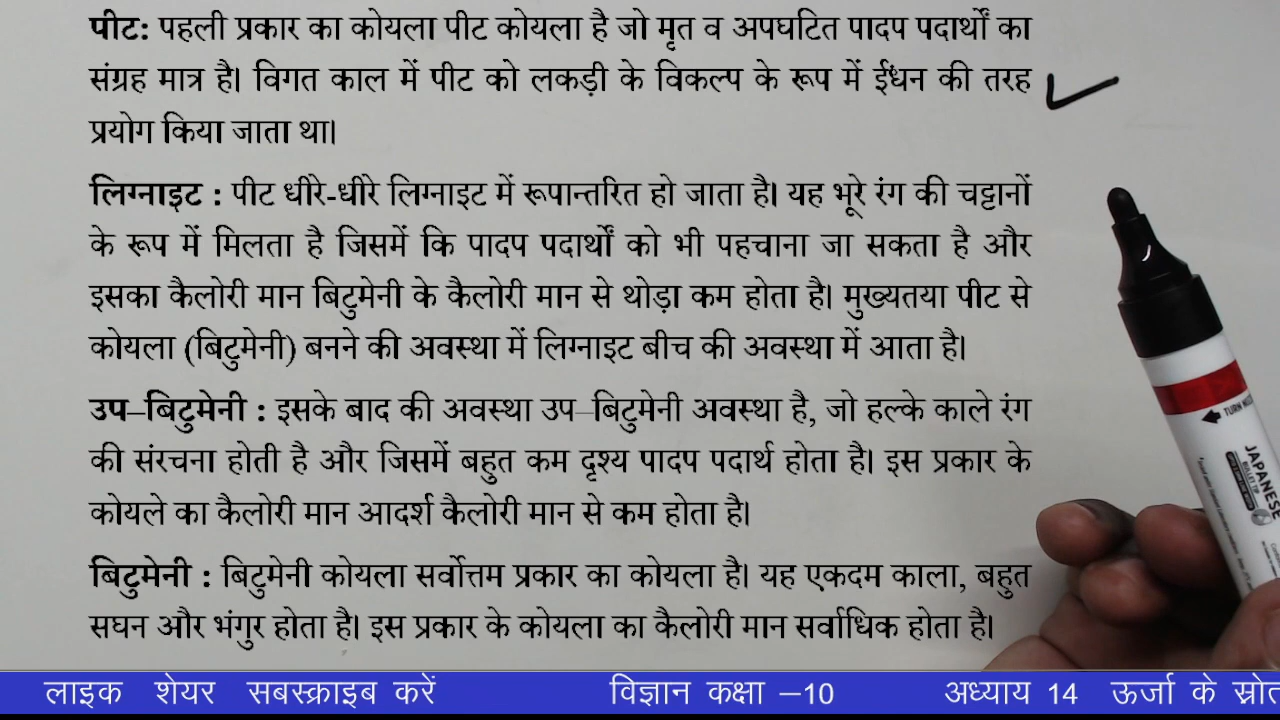 पीट: पहली प्रकार का कोयला पीट कोयला है जो मृत व अपघटित पादप पदार्थों का
संग्रह मात्र है। विगत काल में पीट को लकड़ी के विकल्प के रूप में ईंधन की तरह
प्रयोग किया जाता था।
लिग्नाइट : पीट धीरे-धीरे लिग्नाइट में रूपान्तरित हो जाता है। यह भूरे रंग की चट्टानों
के रूप में मिलता है जिसमें कि पादप पदार्थों को भी पहचाना जा सकता है और
इसका कैलोरी मान बिटुमेनी के कैलोरी मान से थोड़ा कम होता है। मुख्यतया पीट से
कोयला (बिटुमेनी) बनने की अवस्था में लिग्नाइट बीच की अवस्था में आता है।
उप–बिटुमेनी : इसके बाद की अवस्था उप–बिटुमेनी अवस्था है, जो हल्के काले रंग
की संरचना होती है और जिसमें बहुत कम दृश्य पादप पदार्थ होता है। इस प्रकार के
कोयले का कैलोरी मान आदर्श कैलोरी मान से कम होता है।
बिटुमेनी : बिटुमेनी कोयला सर्वोत्तम प्रकार का कोयला है। यह एकदम काला, बहुत
सघन और भंगुर होता है। इस प्रकार के कोयला का कैलोरी मान सर्वाधिक होता है।
TURN
JAPANESE
लाइक शेयर सबस्क्राइब करें विज्ञान कक्षा –10 अध्याय 14 ऊर्जा के स्रोत